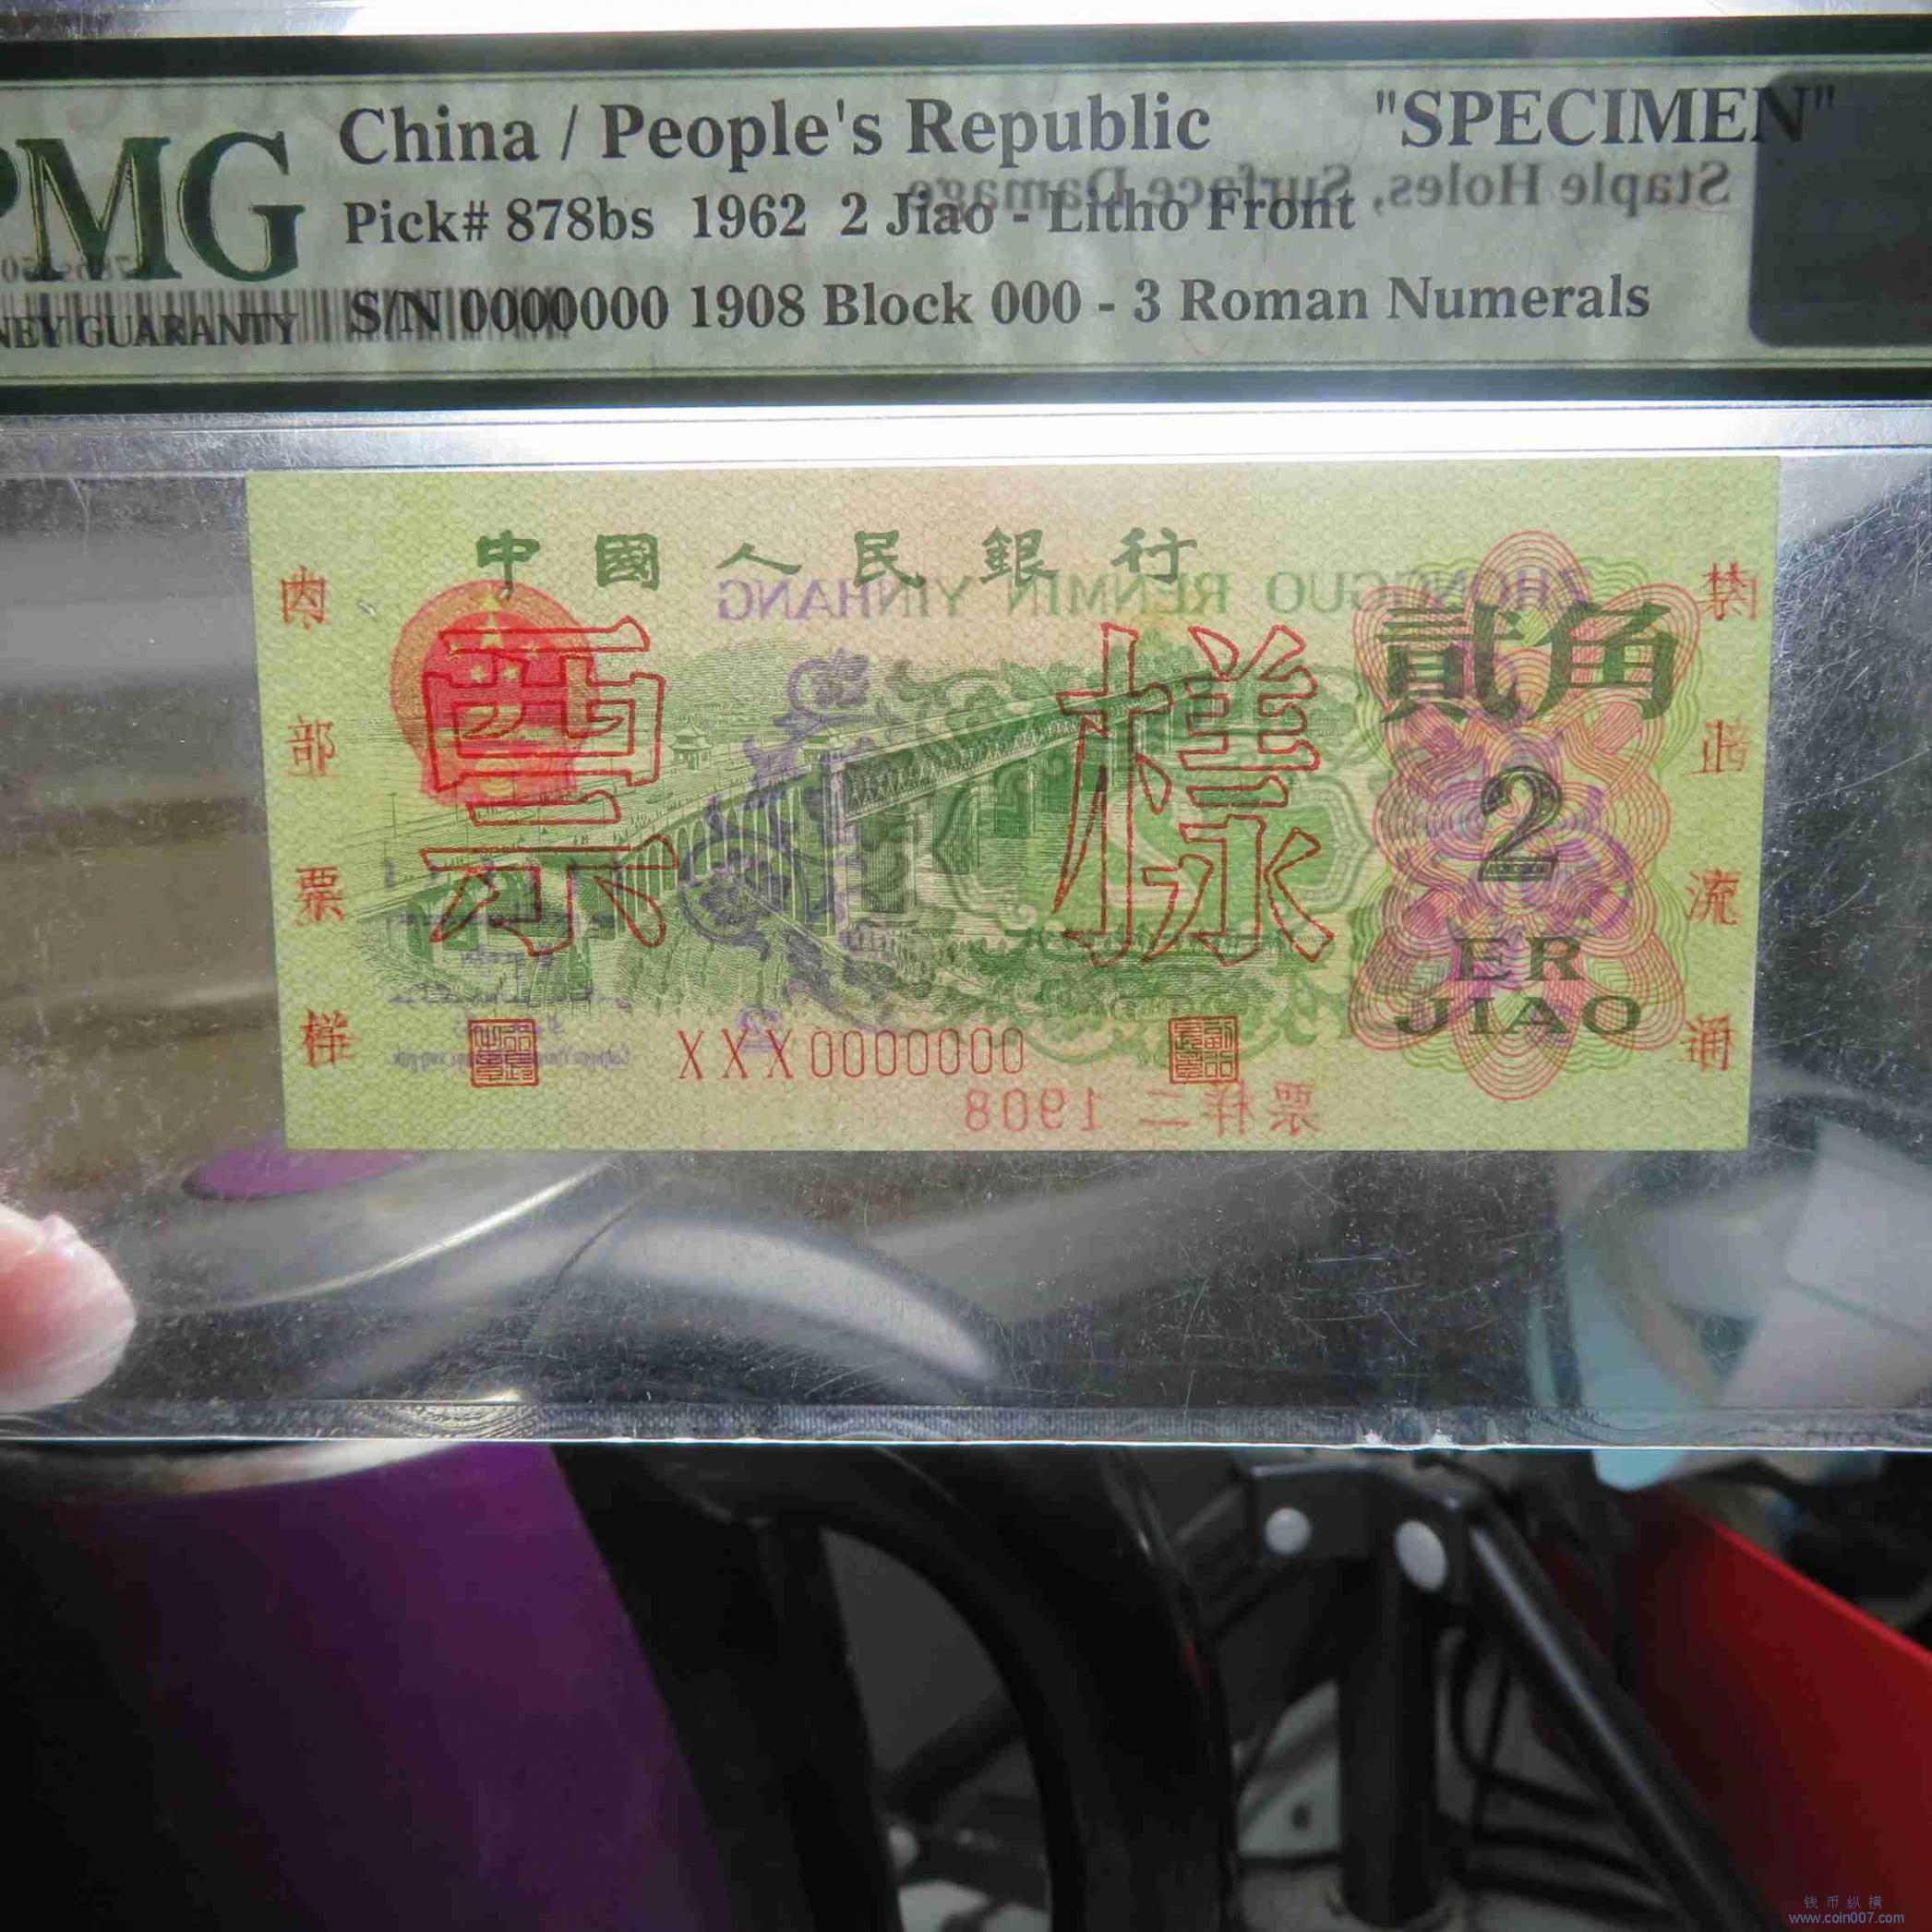 PMG
China / People's Republic "SPECIMEN"
Staple Holes, Surface Damage
Pick# 878bs 1962 2 Jiao - Litho Front
S/N 0000000 1908 Block 000 - 3 Roman Numerals
GUARANTY
中國人民銀行
ZHONGGUO RENMIN YINHANG
内部票样
票樣
貳角
2
ER
JIAO
禁止流通
XXX0000000
票样二 1908
钱币纵横
www.coin007.com